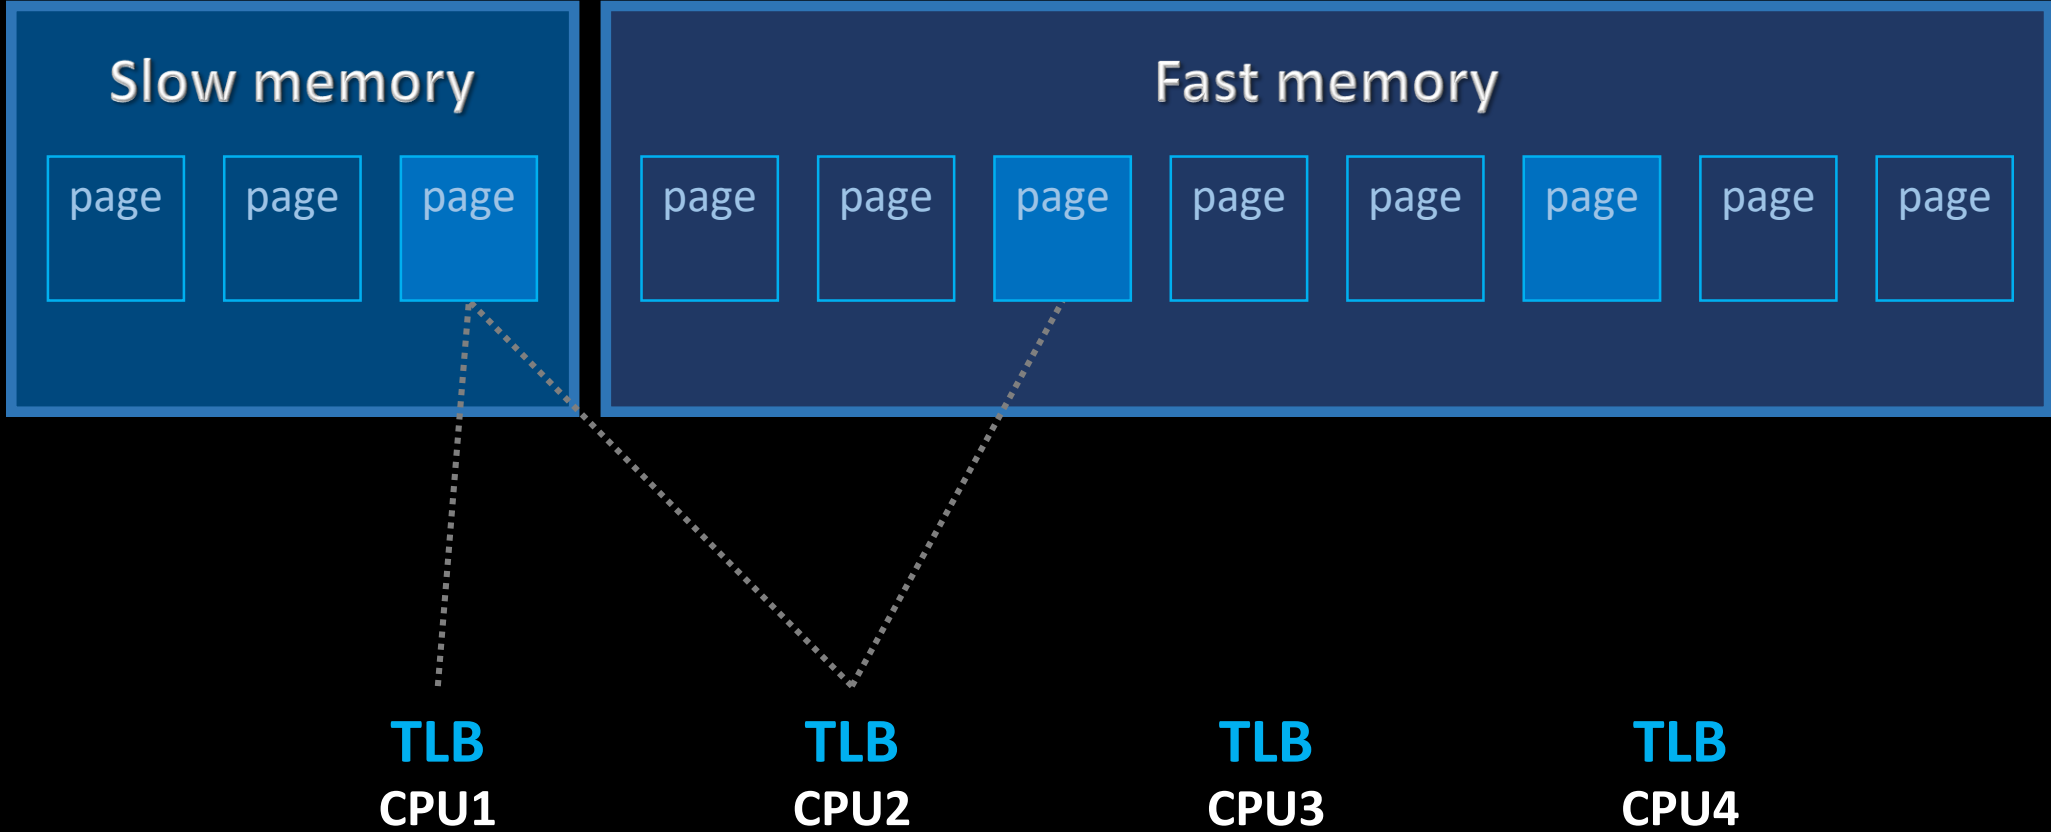 Slow memory
Fast memory
page page page page page page page page page page page
TLB TLB TLB TLB
CPU1 CPU2 CPU3 CPU4